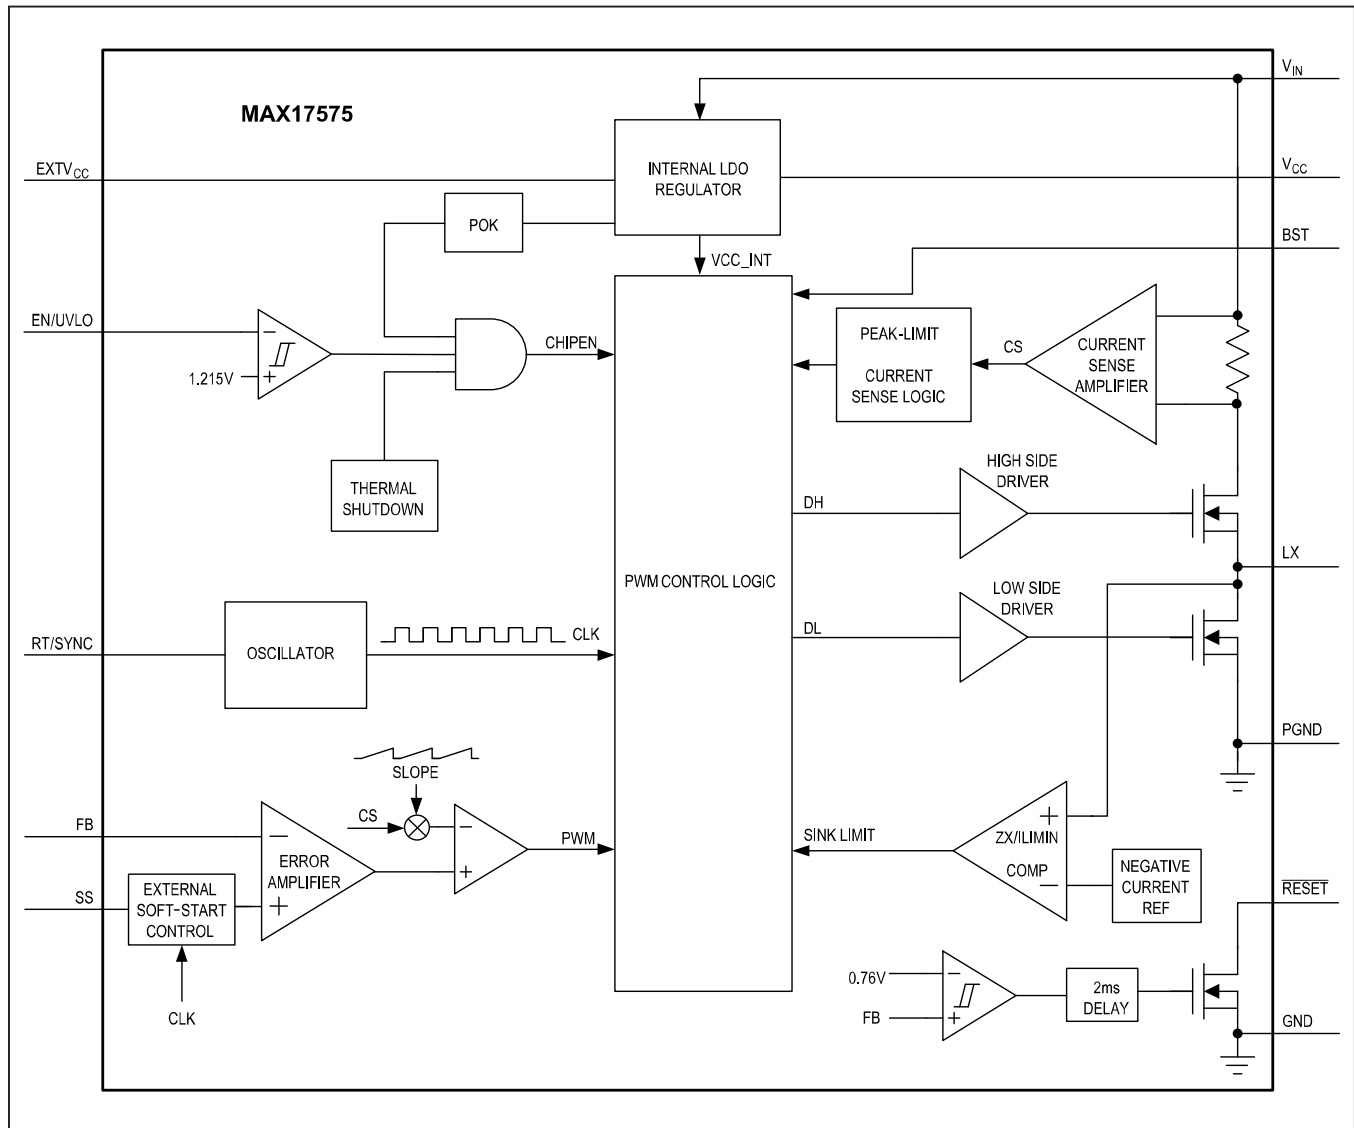 MAX17575
V_IN
EXTV_CC
INTERNAL LDO
REGULATOR
V_CC
POK
VCC_INT
BST
EN/UVLO
−
1.215V
+
CHIPEN
PEAK-LIMIT
CURRENT
SENSE LOGIC
CS
CURRENT
SENSE
AMPLIFIER
THERMAL
SHUTDOWN
HIGH SIDE
DRIVER
DH
LX
PWM CONTROL LOGIC
LOW SIDE
DRIVER
DL
RT/SYNC
OSCILLATOR
CLK
PGND
SLOPE
CS
FB
−
ERROR
AMPLIFIER
+
−
+
PWM
SINK LIMIT
+
ZX/ILIMIN
COMP
−
NEGATIVE
CURRENT
REF
SS
EXTERNAL
SOFT-START
CONTROL
CLK
RESET
0.76V
−
FB
+
2ms
DELAY
GND